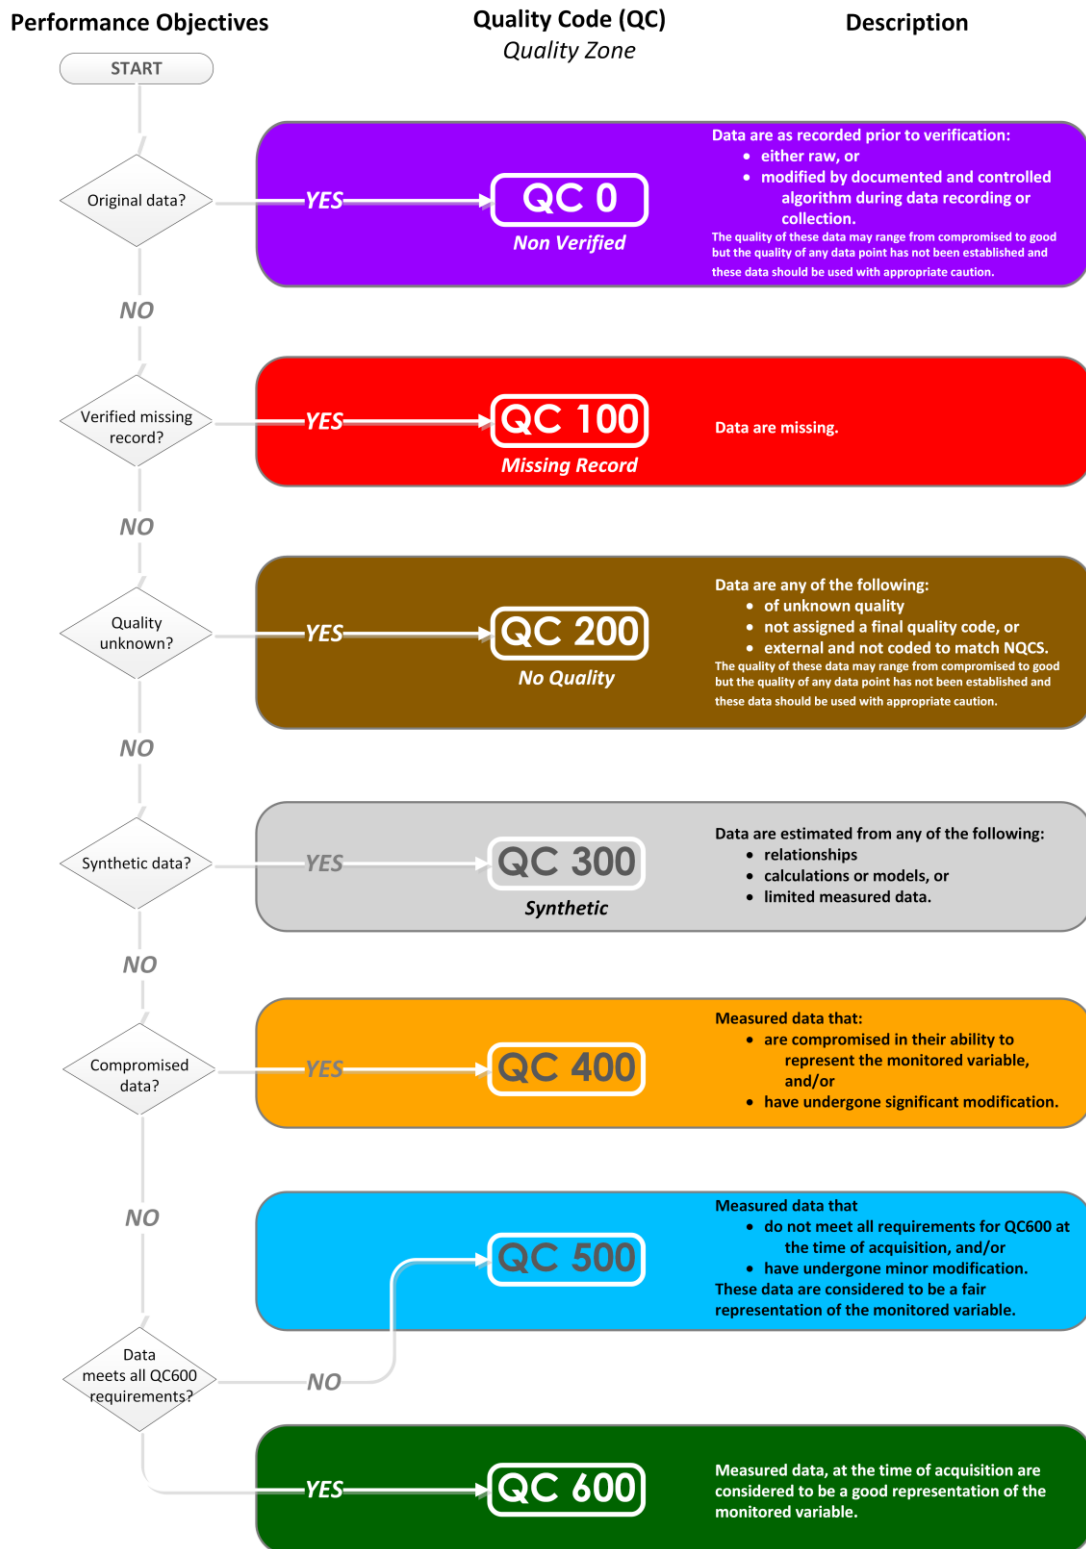 Performance Objectives
Quality Code (QC)
Quality Zone
Description
START
Original data?
YES
QC 0
Non Verified
Data are as recorded prior to verification:
• either raw, or
• modified by documented and controlled
algorithm during data recording or
collection.
The quality of these data may range from compromised to good
but the quality of any data point has not been established and
these data should be used with appropriate caution.
NO
Verified missing
record?
YES
QC 100
Missing Record
Data are missing.
NO
Quality
unknown?
YES
QC 200
No Quality
Data are any of the following:
• of unknown quality
• not assigned a final quality code, or
• external and not coded to match NQCS.
The quality of these data may range from compromised to good
but the quality of any data point has not been established and
these data should be used with appropriate caution.
NO
Synthetic data?
YES
QC 300
Synthetic
Data are estimated from any of the following:
• relationships
• calculations or models, or
• limited measured data.
NO
Compromised
data?
YES
QC 400
Measured data that:
• are compromised in their ability to
represent the monitored variable,
and/or
• have undergone significant modification.
NO
QC 500
Measured data that
• do not meet all requirements for QC600 at
the time of acquisition, and/or
• have undergone minor modification.
These data are considered to be a fair
representation of the monitored variable.
Data
meets all QC600
requirements?
NO
YES
QC 600
Measured data, at the time of acquisition are
considered to be a good representation of the
monitored variable.